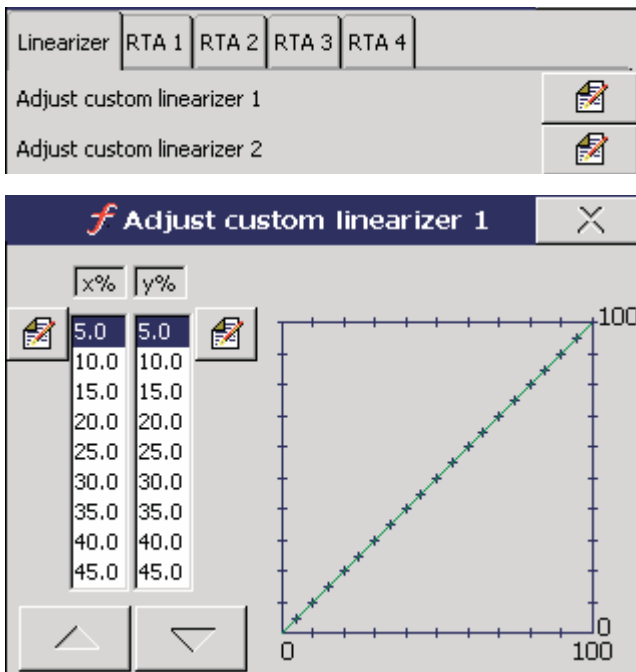 Linearizer RTA 1 RTA 2 RTA 3 RTA 4
Adjust custom linearizer 1
Adjust custom linearizer 2
f Adjust custom linearizer 1
x% y%
5.0 5.0
10.0 10.0
15.0 15.0
20.0 20.0
25.0 25.0
30.0 30.0
35.0 35.0
40.0 40.0
45.0 45.0
100
0
0 100